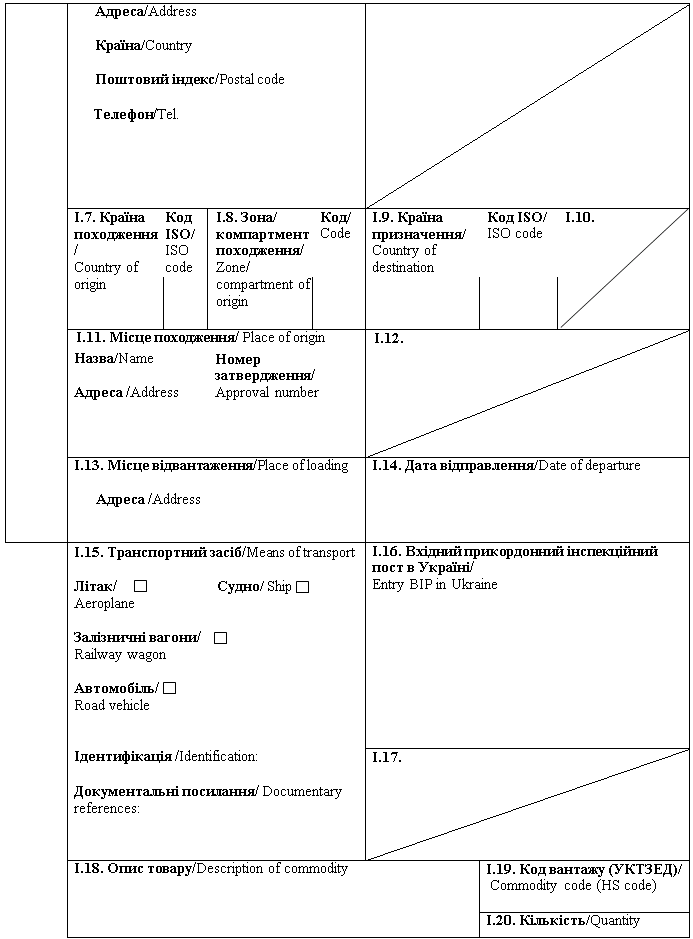 Адреса/Address
Країна/Country
Поштовий індекс/Postal code
Телефон/Tel.
I.7. Країна
походження
/
Country of
origin
Код
ISO/
ISO
code
I.8. Зона/
компартмент
походження/
Zone/
compartment of
origin
Код/
Code
I.9. Країна
призначення/
Country of
destination
Код ISO/
ISO code
I.10.
I.11. Місце походження/ Place of origin
Назва/Name
Адреса /Address
Номер
затвердження/
Approval number
I.12.
I.13. Місце відвантаження/Place of loading
Адреса /Address
I.14. Дата відправлення/Date of departure
I.15. Транспортний засіб/Means of transport
Літак/ ☐ Судно/ Ship ☐
Aeroplane
Залізничні вагони/ ☐
Railway wagon
Автомобіль/ ☐
Road vehicle
Ідентифікація /Identification:
Документальні посилання/ Documentary
references:
I.16. Вхідний прикордонний інспекційний
пост в Україні/
Entry BIP in Ukraine
I.17.
I.18. Опис товару/Description of commodity
I.19. Код вантажу (УКТЗЕД)/
Commodity code (HS code)
I.20. Кількість/Quantity